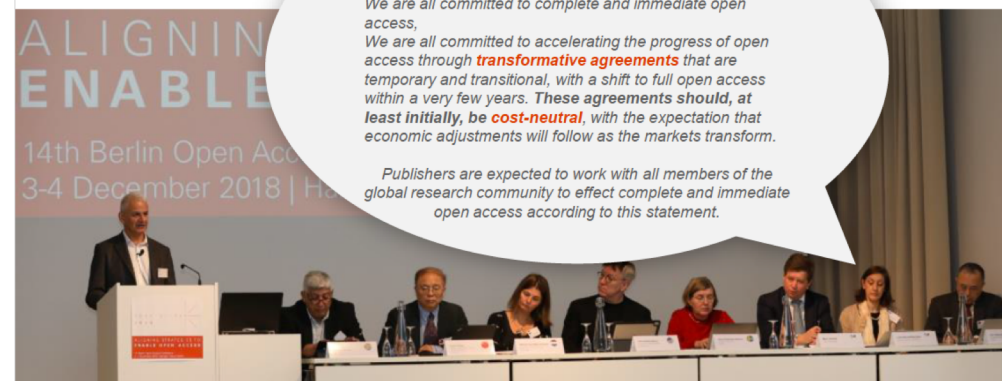 We are all committed to complete and immediate open
access,
We are all committed to accelerating the progress of open
access through transformative agreements that are
temporary and transitional, with a shift to full open access
within a very few years. These agreements should, at
least initially, be cost-neutral, with the expectation that
economic adjustments will follow as the markets transform.
Publishers are expected to work with all members of the
global research community to effect complete and immediate
open access according to this statement.
ALIGNIN
ENABLE
14th Berlin Open Acc
3-4 December 2018 | Ha
ENABLE OPEN ACCESS